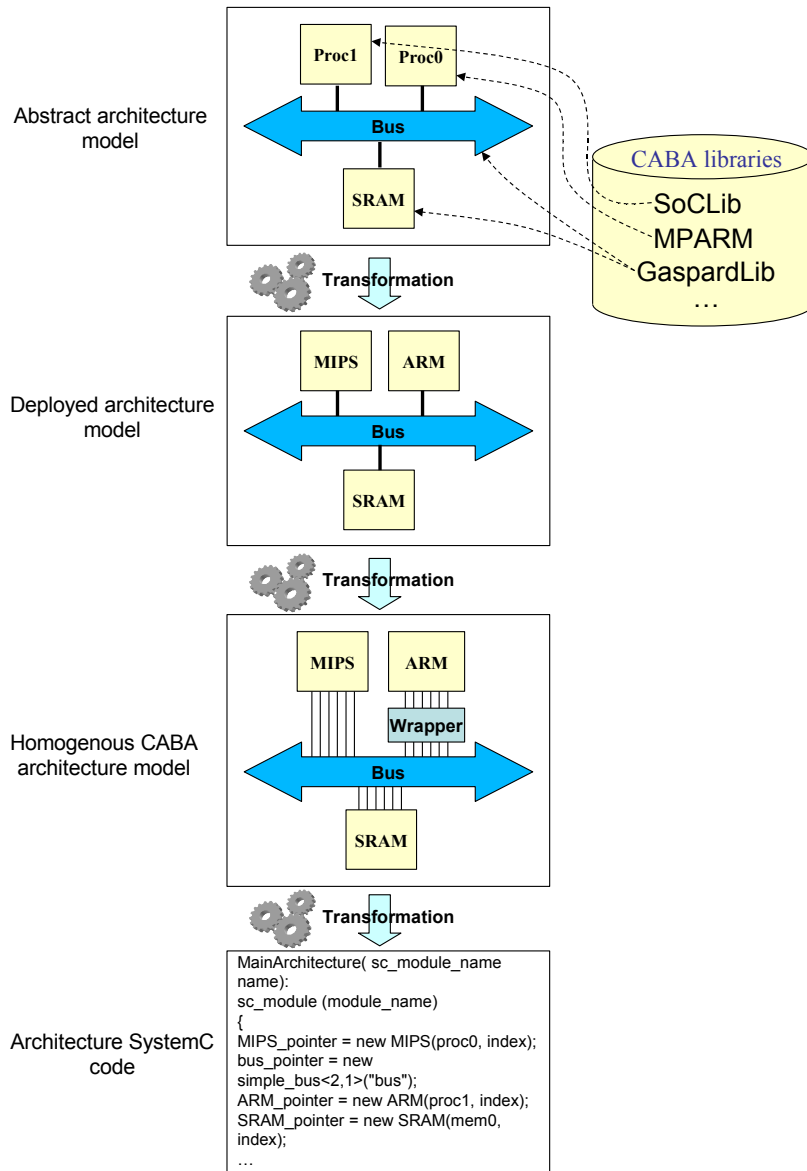 Abstract architecture
model
Proc1
Proc0
Bus
SRAM
CABA libraries
SoCLib
MPARM
GaspardLib
…
Transformation
Deployed architecture
model
MIPS
ARM
Bus
SRAM
Transformation
Homogenous CABA
architecture model
MIPS
ARM
Wrapper
Bus
SRAM
Transformation
Architecture SystemC
code
MainArchitecture( sc_module_name
name):
sc_module (module_name)
{
MIPS_pointer = new MIPS(proc0, index);
bus_pointer = new
simple_bus<2,1>("bus");
ARM_pointer = new ARM(proc1, index);
SRAM_pointer = new SRAM(mem0,
index);
…